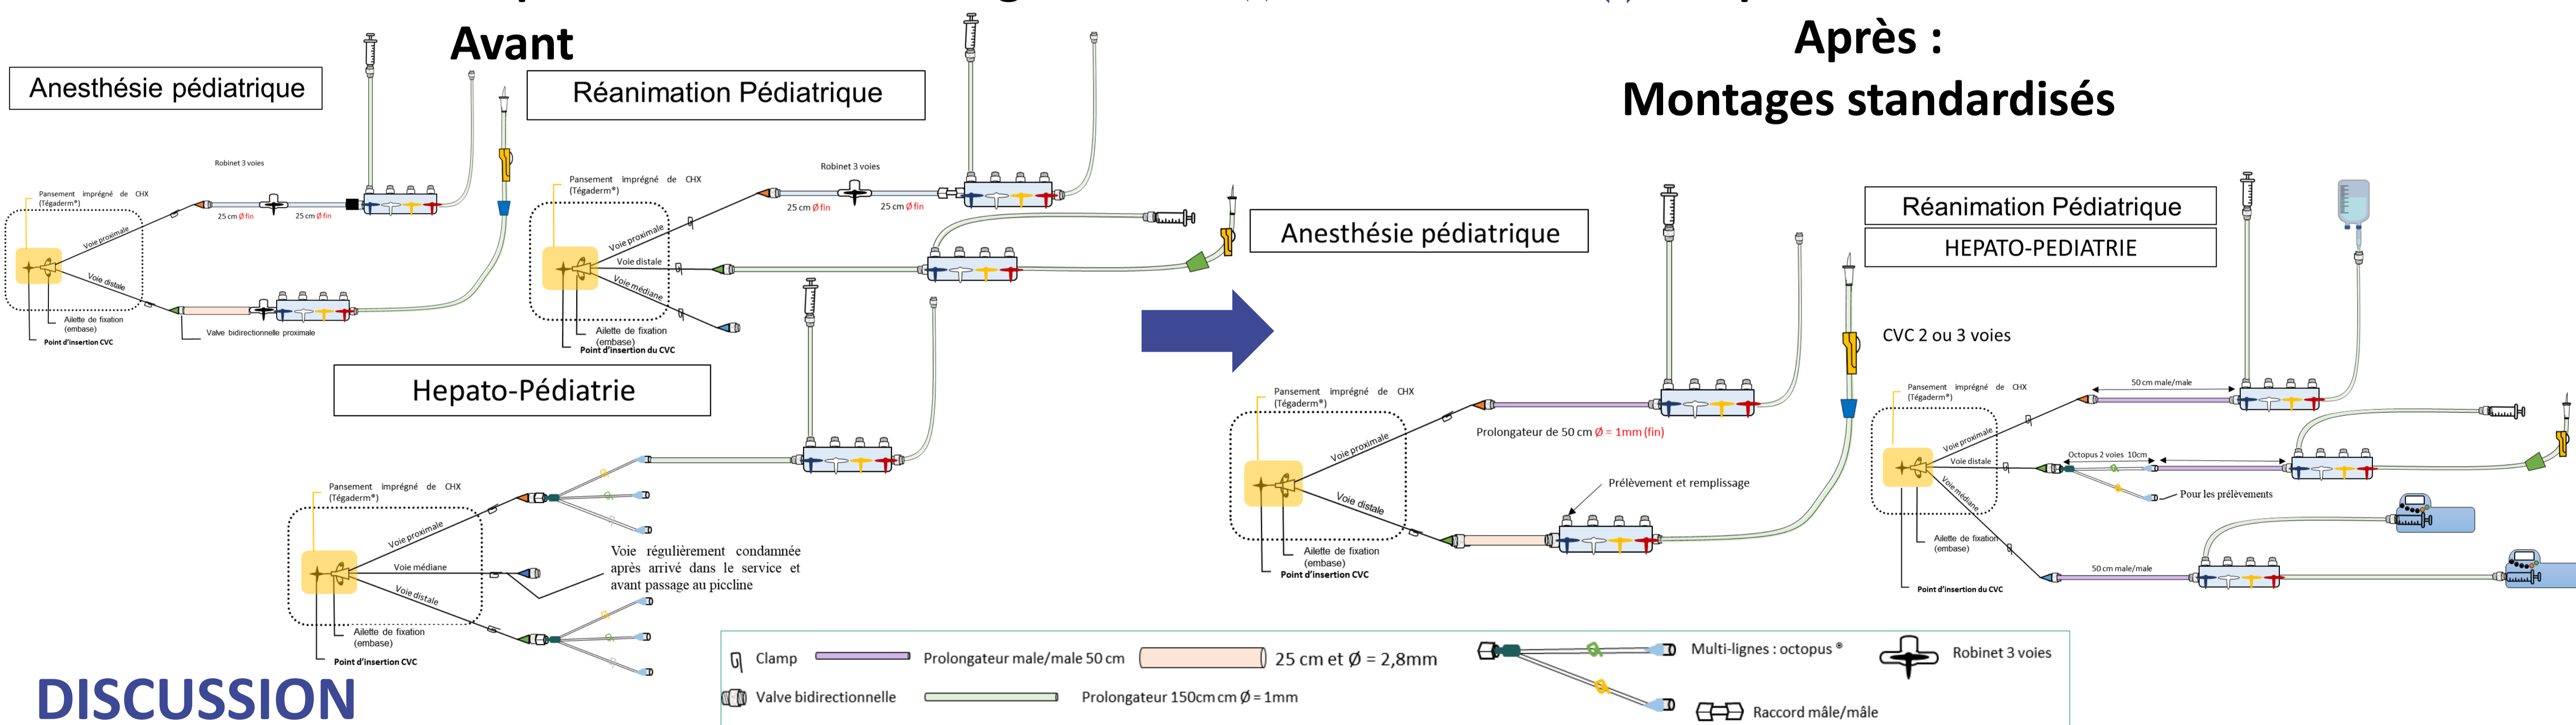 Avant
Anesthésie pédiatrique
Robinet 3 voies
Pansement imprégné de CHX
(Tégaderm®)
25 cm Ø fin
25 cm Ø fin
Voie proximale
Voie distale
Ailette de fixation
(embase)
Valve bidirectionnelle proximale
Point d'insertion CVC
Réanimation Pédiatrique
Robinet 3 voies
Pansement imprégné de CHX
(Tégaderm®)
25 cm Ø fin
25 cm Ø fin
Voie proximale
Voie distale
Voie médiane
Ailette de fixation
(embase)
Point d'insertion du CVC
Hepato-Pédiatrie
Pansement imprégné de CHX
(Tégaderm®)
Voie proximale
Voie médiane
Voie distale
Voie régulièrement condamnée
après arrivé dans le service et
avant passage au piccline
Ailette de fixation
(embase)
Point d'insertion CVC
Après :
Montages standardisés
Anesthésie pédiatrique
Pansement imprégné de CHX
(Tégaderm®)
Voie proximale
Prolongateur de 50 cm Ø = 1mm (fin)
Prélèvement et remplissage
Voie distale
Ailette de fixation
(embase)
Point d'insertion CVC
Réanimation Pédiatrique
HEPATO-PEDIATRIE
CVC 2 ou 3 voies
Pansement imprégné de CHX
(Tégaderm®)
50 cm male/male
Voie proximale
Octopus 2 voies 10cm
Voie distale
Pour les prélèvements
Voie médiane
Ailette de fixation
(embase)
50 cm male/male
Point d'insertion du CVC
Clamp
Prolongateur male/male 50 cm
25 cm et Ø = 2,8mm
Multi-lignes : octopus ®
Robinet 3 voies
Valve bidirectionnelle
Prolongateur 150cm cm Ø = 1mm
Raccord mâle/mâle
DISCUSSION